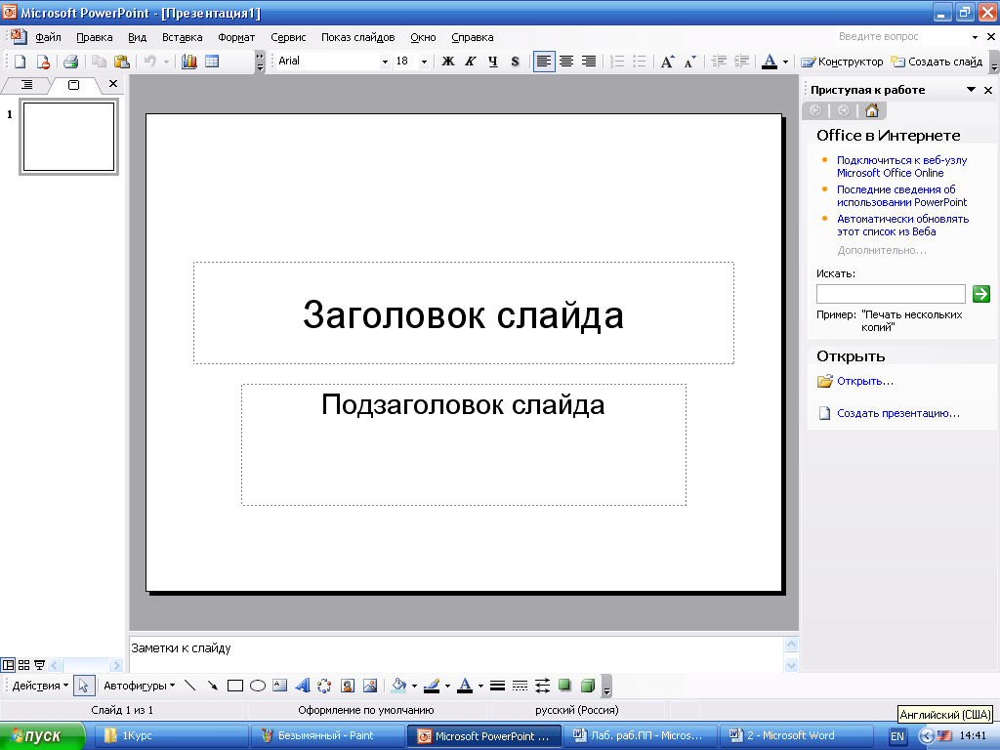 Microsoft PowerPoint - [Презентация1]
Файл Правка Вид Вставка Формат Сервис Показ слайдов Окно Справка Введите вопрос
Arial 18 Ж К Ч S A A A Конструктор Создать слайд
1
Заголовок слайда
Подзаголовок слайда
Приступая к работе
Office в Интернете
Подключиться к веб-узлу
Microsoft Office Online
Последние сведения об
использовании PowerPoint
Автоматически обновлять
этот список из Веба
Дополнительно...
Искать:
Пример: "Печать нескольких
копий"
Открыть
Открыть...
Создать презентацию...
Заметки к слайду
Действия Автофигуры A A
Слайд 1 из 1 Оформление по умолчанию русский (Россия)
Английский (США)
пуск 1Курс Безымянный - Paint Microsoft PowerPoint ... Лаб. раб.ПП - Micros... 2 - Microsoft Word EN 14:41